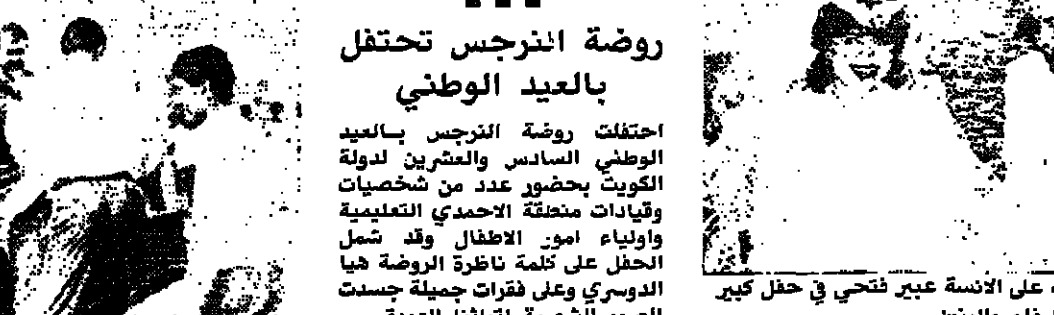 روضة النرجس تحتفل
بالعيد الوطني
احتفلت روضة النرجس بالعيد
الوطني السادس والعشرين لدولة
الكويت بحضور عدد من شخصيات
وقيادات منطقة الاحمدي التعليمية
واولياء امور الاطفال وقد شمل
الحفل على كلمة ناظرة الروضة هيا
الدوسري وعلى فقرات جميلة جسدت
على الانسة عبير فتحي في حفل كبير